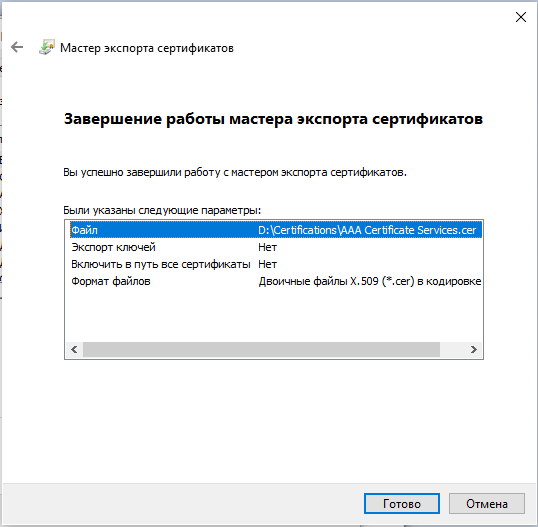 Мастер экспорта сертификатов
Завершение работы мастера экспорта сертификатов
Вы успешно завершили работу с мастером экспорта сертификатов.
Были указаны следующие параметры:
Файл D:\Certifications\AAA Certificate Services.cer
Экспорт ключей Нет
Включить в путь все сертификаты Нет
Формат файлов Двоичные файлы X.509 (*.cer) в кодировке
Готово Отмена